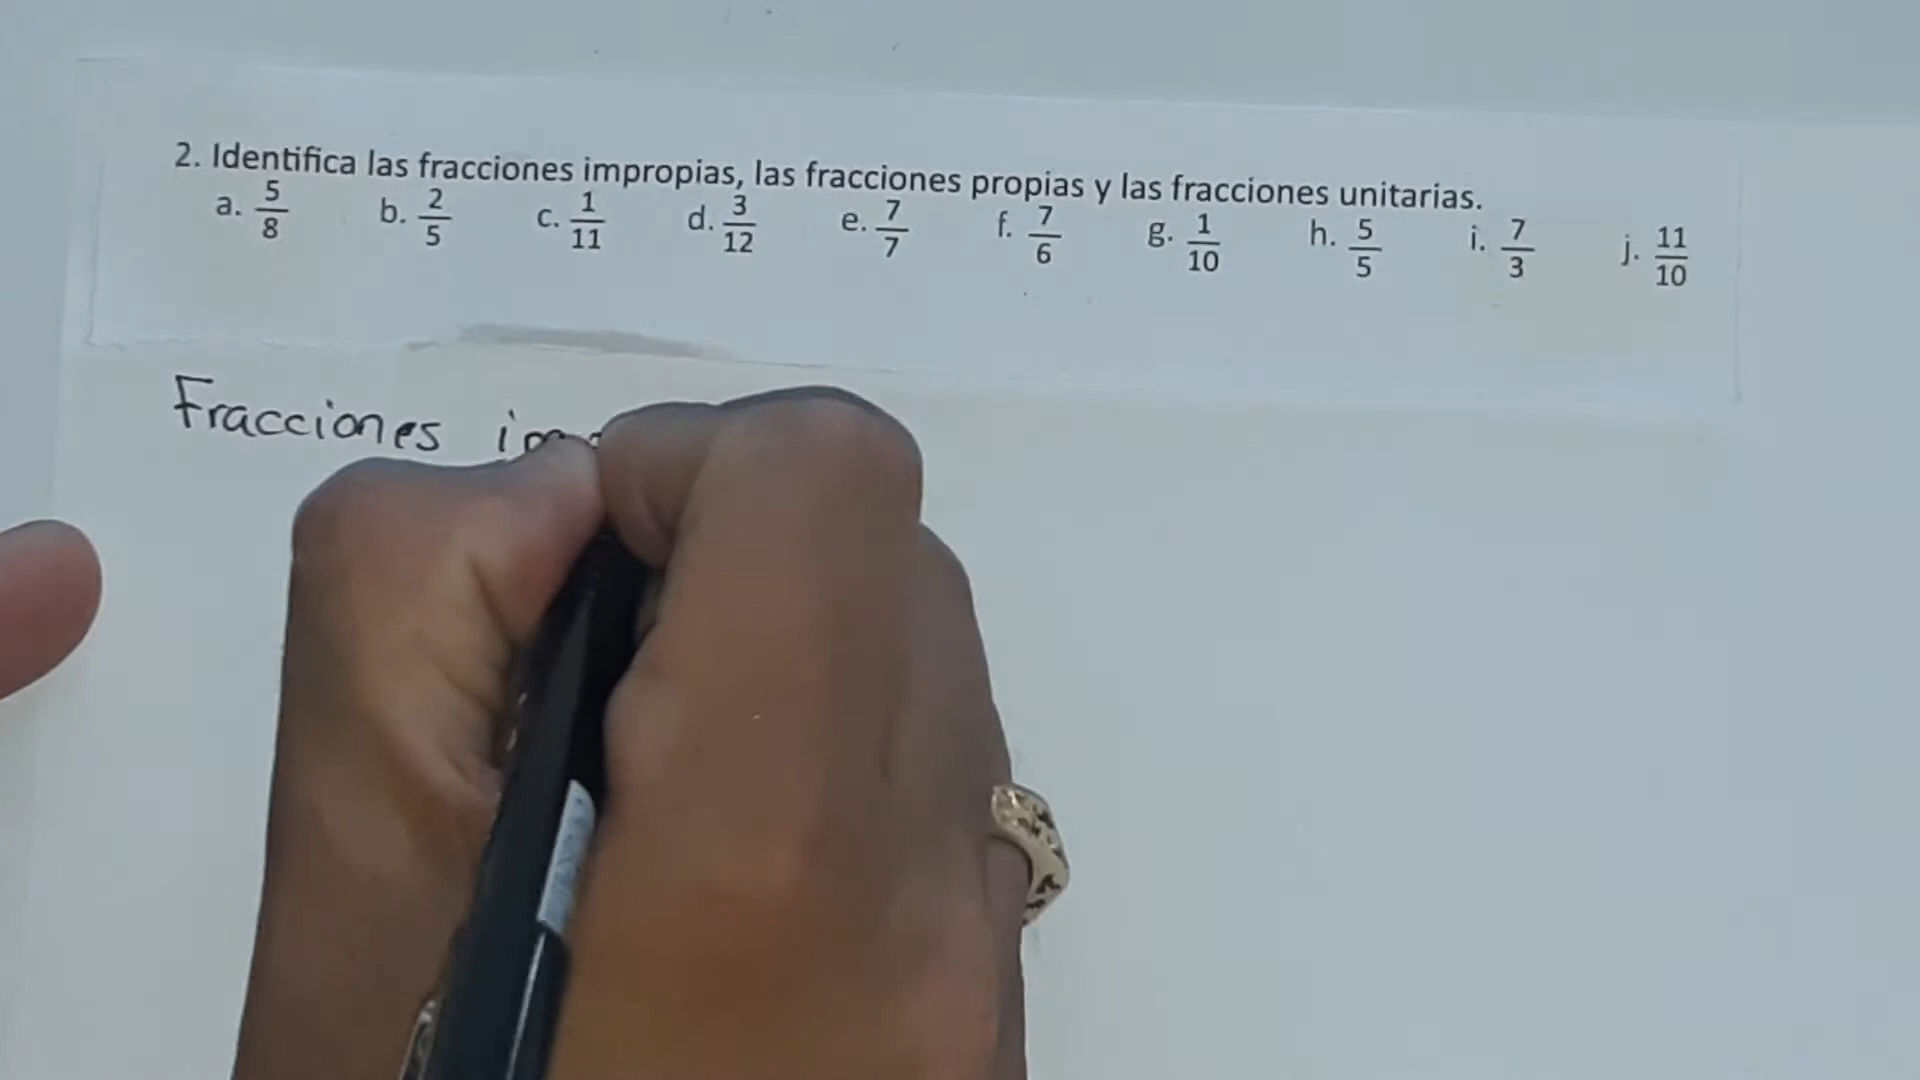 2. Identifica las fracciones impropias, las fracciones propias y las fracciones unitarias.
a. 5/8 b. 2/5 c. 1/11 d. 3/12 e. 7/7 f. 7/6 g. 1/10 h. 5/5 i. 7/3 j. 11/10
Fracciones